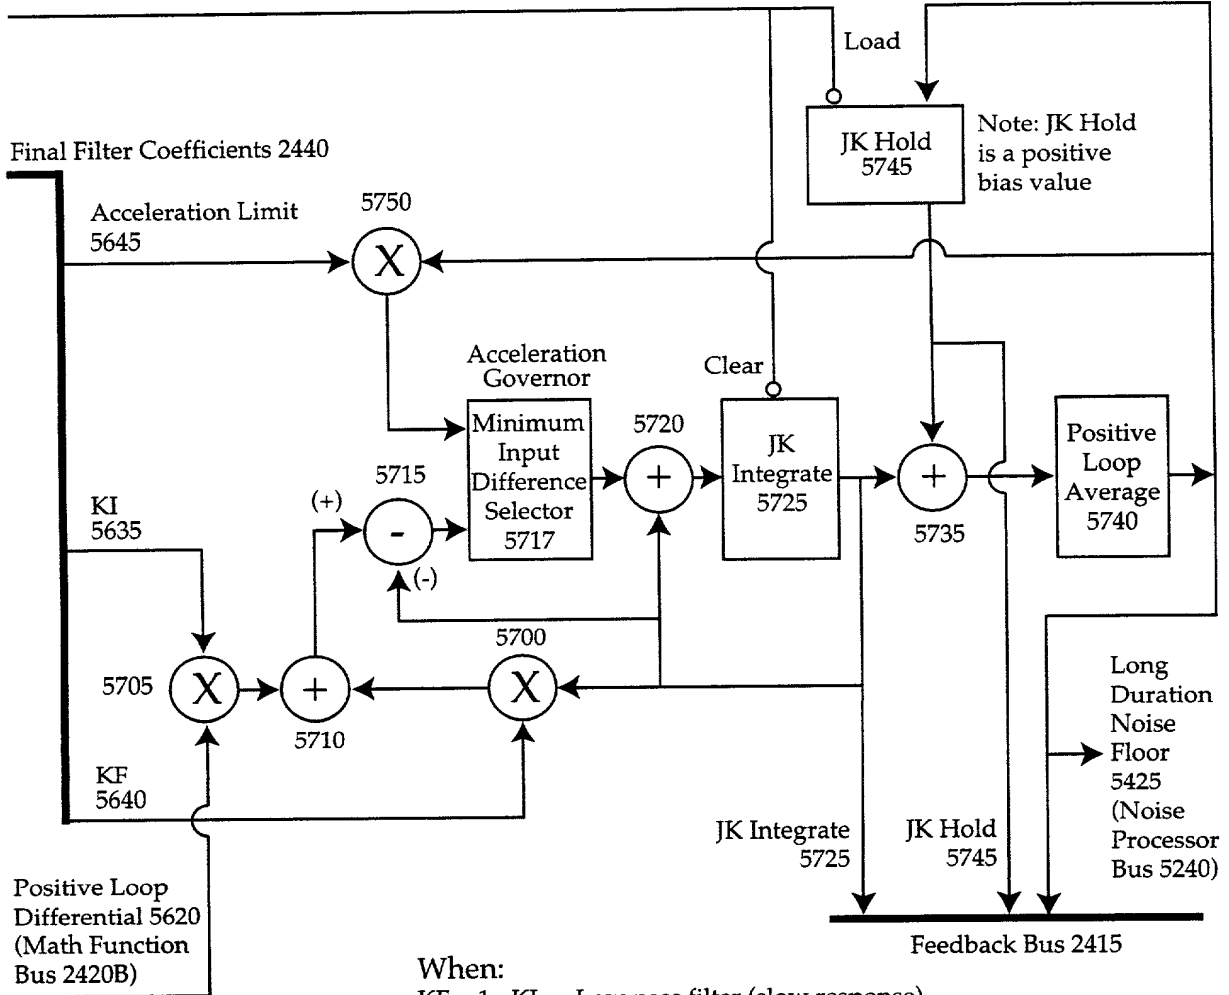 Load
JK Hold
5745
Note: JK Hold
is a positive
bias value
Final Filter Coefficients 2440
Acceleration Limit
5645
5750
X
Acceleration
Governor
Minimum
Input
Difference
Selector
5717
Clear
5720
+
JK
Integrate
5725
+
5735
Positive
Loop
Average
5740
5715
(+)
-
(-)
KI
5635
5700
X
5705
X
+
5710
KF
5640
Long
Duration
Noise
Floor
5425
(Noise
Processor
Bus 5240)
JK Integrate
5725
JK Hold
5745
Positive Loop
Differential 5620
(Math Function
Bus 2420B)
Feedback Bus 2415
When: